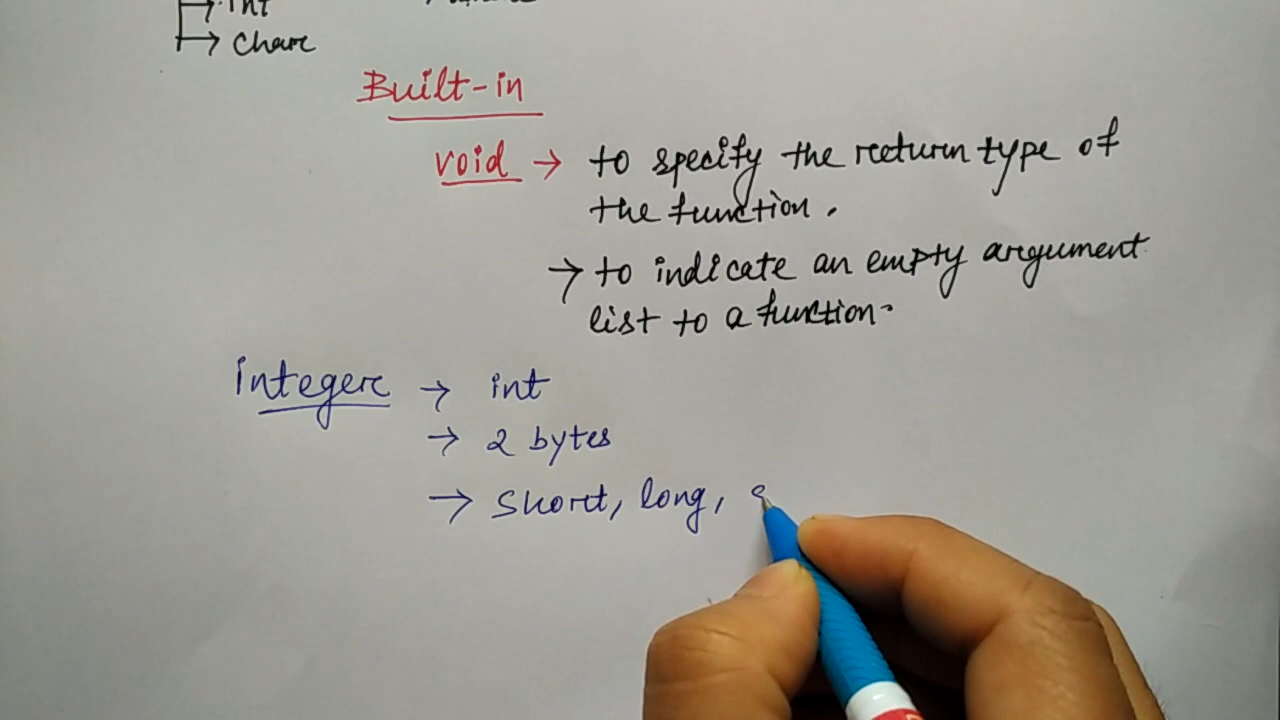 → int
→ char
Built-in
void → to specify the return type of
the function.
→ to indicate an empty argument
list to a function.
Integer → int
→ 2 bytes
→ short, long, s